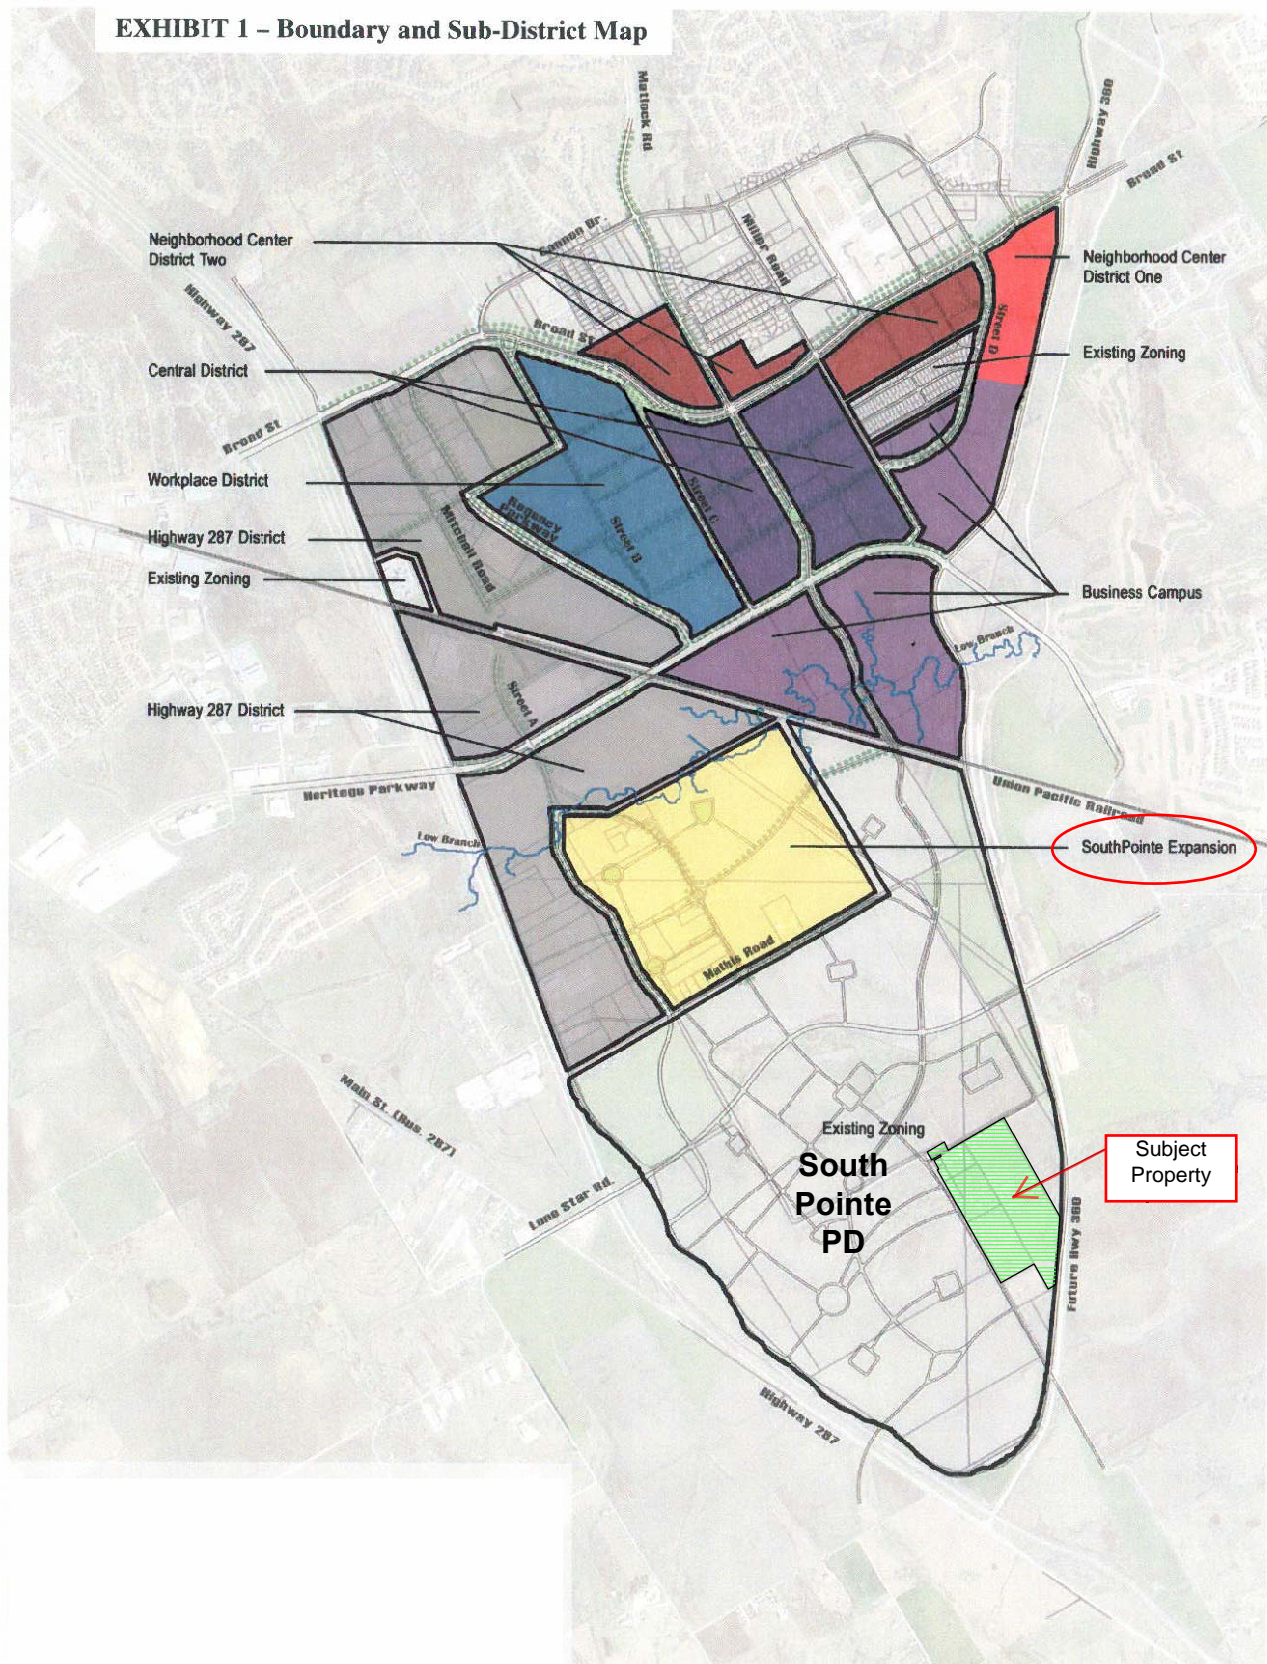 EXHIBIT 1 – Boundary and Sub-District Map
Matlock Rd
Highway 360
Broad St
Neighborhood Center
District Two
Cannon Dr.
Miller Road
Neighborhood Center
District One
Highway 287
Street D
Broad St
Existing Zoning
Central District
Broad St
Workplace District
Street C
Street B
Mitchell Road
Highway 287 District
Existing Zoning
Business Campus
Low Branch
Street A
Highway 287 District
Heritage Parkway
Union Pacific Railroad
Low Branch
SouthPointe Expansion
Mathis Road
Main St. (Bus. 287)
Existing Zoning
South
Pointe
PD
Subject
Property
Lone Star Rd.
Future Hwy 360
Highway 287